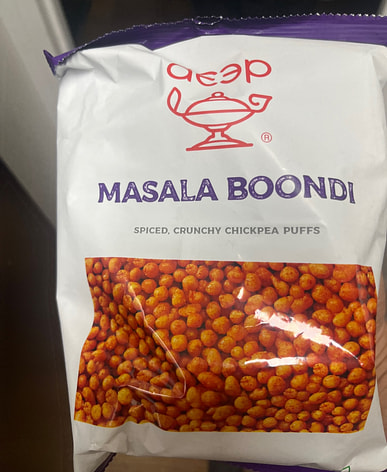 deep
®
MASALA BOONDI
SPICED, CRUNCHY CHICKPEA PUFFS